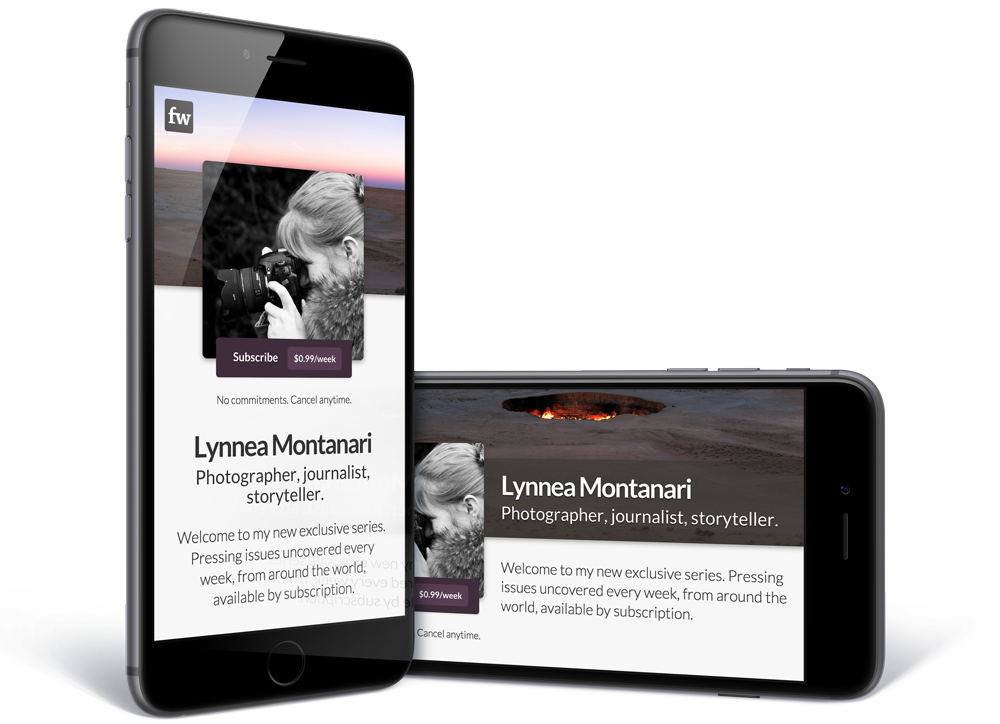 fw
Subscribe $0.99/week
No commitments. Cancel anytime.
Lynnea Montanari
Photographer, journalist,
storyteller.
Welcome to my new exclusive series.
Pressing issues uncovered every
week, from around the world,
available by subscription.
Lynnea Montanari
Photographer, journalist, storyteller.
Welcome to my new exclusive series. Pressing
issues uncovered every week, from around the
world, available by subscription.
$0.99/week
Cancel anytime.